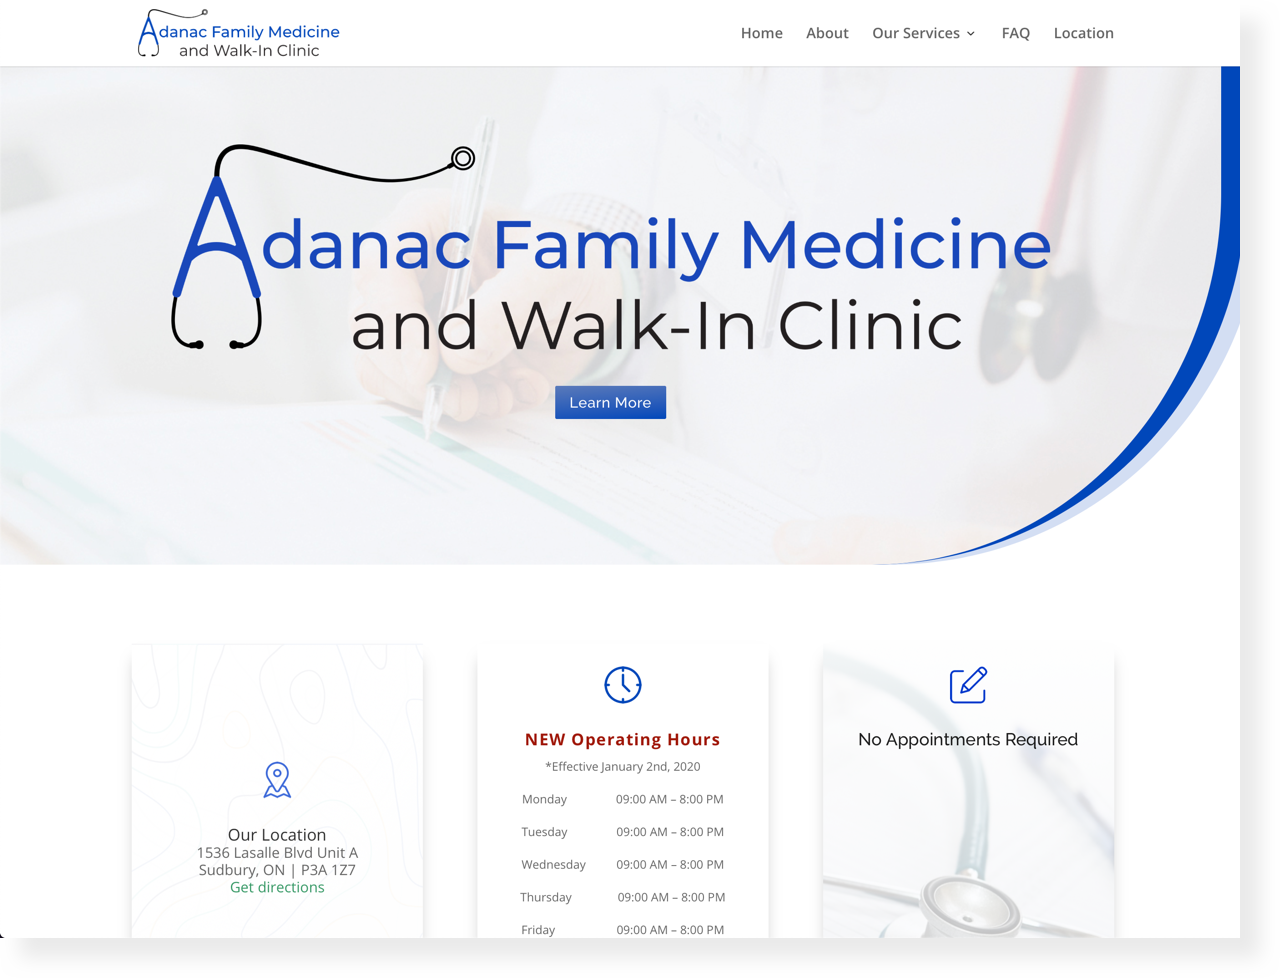 Adanac Family Medicine
and Walk-In Clinic
Home About Our Services FAQ Location
Adanac Family Medicine
and Walk-In Clinic
Learn More
Our Location
1536 Lasalle Blvd Unit A
Sudbury, ON | P3A 1Z7
Get directions
NEW Operating Hours
*Effective January 2nd, 2020
Monday 09:00 AM – 8:00 PM
Tuesday 09:00 AM – 8:00 PM
Wednesday 09:00 AM – 8:00 PM
Thursday 09:00 AM – 8:00 PM
Friday 09:00 AM – 8:00 PM
No Appointments Required